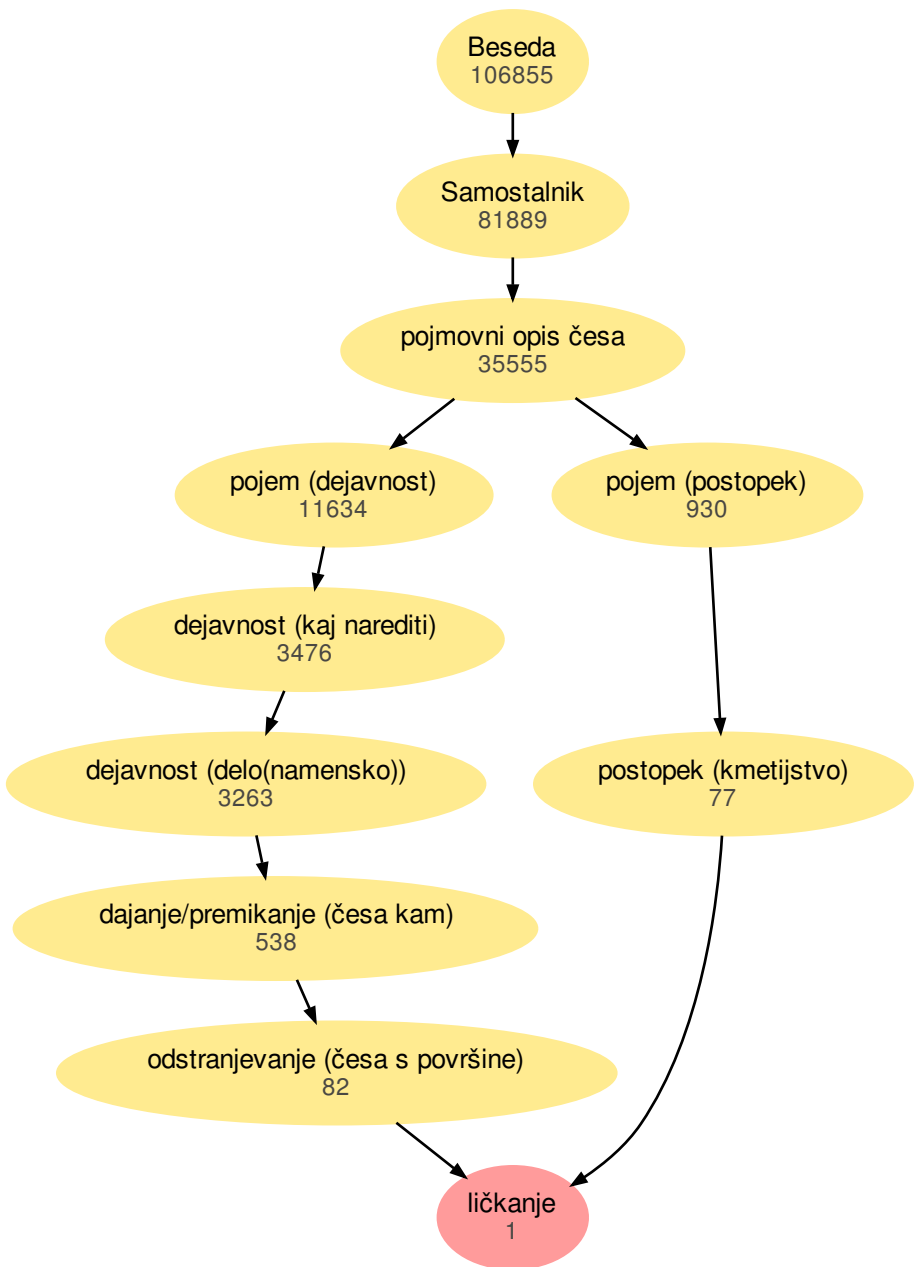 Beseda
106855
Samostalnik
81889
pojmovni opis česa
35555
pojem (dejavnost)
11634
pojem (postopek)
930
dejavnost (kaj narediti)
3476
dejavnost (delo(namensko))
3263
postopek (kmetijstvo)
77
dajanje/premikanje (česa kam)
538
odstranjevanje (česa s površine)
82
ličkanje
1